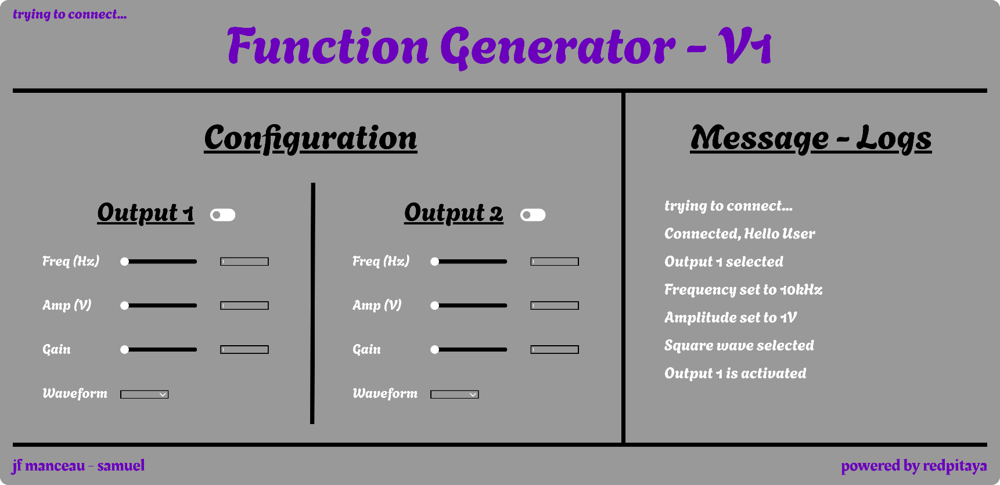 trying to connect...
Function Generator - V1
Configuration
Output 1
Freq (Hz)
Amp (V)
Gain
Waveform
Output 2
Freq (Hz)
Amp (V)
Gain
Waveform
Message - Logs
trying to connect...
Connected, Hello User
Output 1 selected
Frequency set to 10kHz
Amplitude set to 1V
Square wave selected
Output 1 is activated
jf manceau - samuel
powered by redpitaya